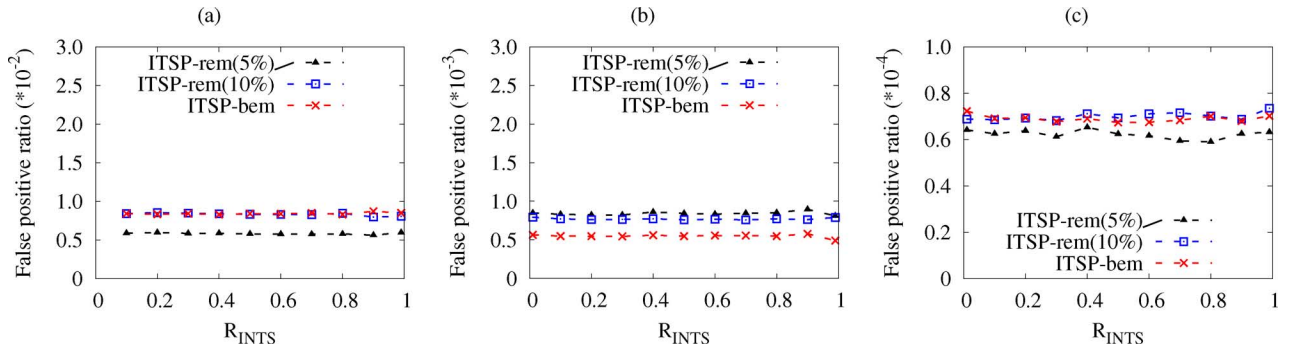 (a)
False positive ratio (*10⁻²)
3.0
2.5
2.0
1.5
1.0
0.5
0
ITSP-rem(5%)
ITSP-rem(10%)
ITSP-bem
0 0.2 0.4 0.6 0.8 1
R_INTS
(b)
False positive ratio (*10⁻³)
3.0
2.5
2.0
1.5
1.0
0.5
0
ITSP-rem(5%)
ITSP-rem(10%)
ITSP-bem
0 0.2 0.4 0.6 0.8 1
R_INTS
(c)
False positive ratio (*10⁻⁴)
1.0
0.8
0.6
0.4
0.2
0
ITSP-rem(5%)
ITSP-rem(10%)
ITSP-bem
0 0.2 0.4 0.6 0.8 1
R_INTS